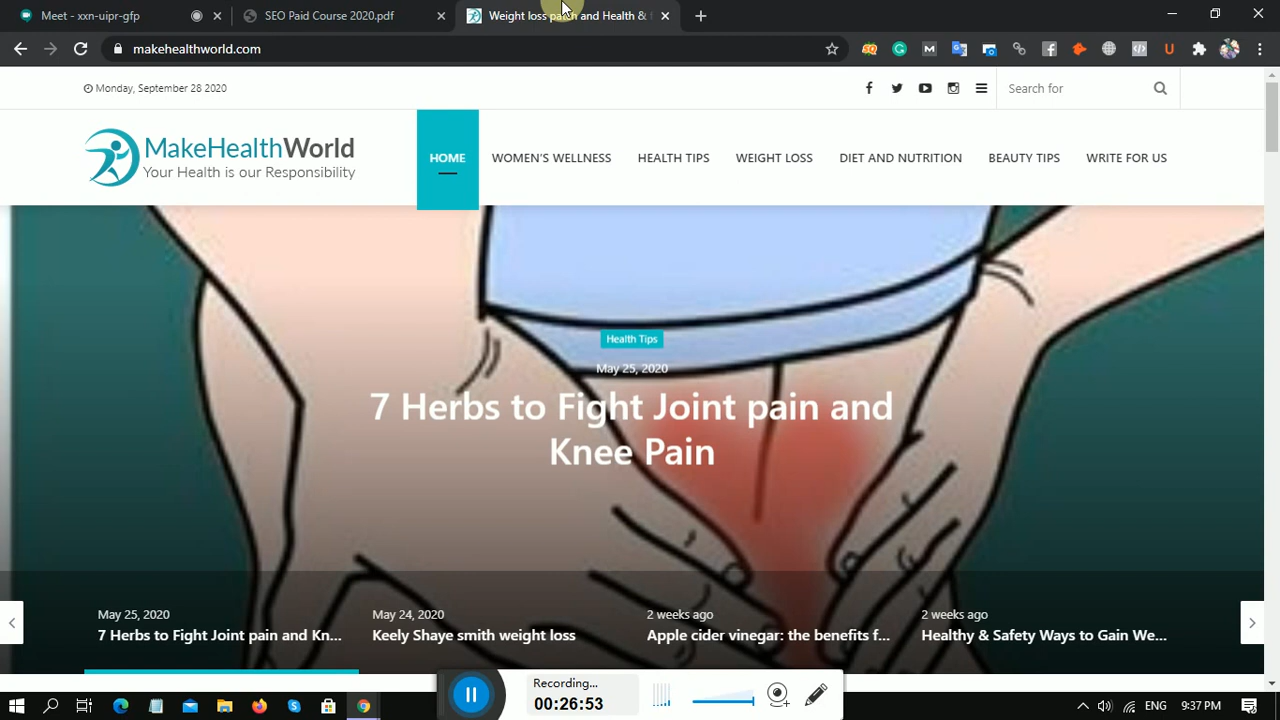 Meet - xxn-uipr-gfp
SEO Paid Course 2020.pdf
Weight loss pa and Health &
makehealthworld.com
Monday, September 28 2020
Search for
MakeHealthWorld
Your Health is our Responsibility
HOME
WOMEN'S WELLNESS
HEALTH TIPS
WEIGHT LOSS
DIET AND NUTRITION
BEAUTY TIPS
WRITE FOR US
Health Tips
May 25, 2020
7 Herbs to Fight Joint pain and
Knee Pain
May 25, 2020
7 Herbs to Fight Joint pain and Kn...
May 24, 2020
Keely Shaye smith weight loss
2 weeks ago
Apple cider vinegar: the benefits f...
2 weeks ago
Healthy & Safety Ways to Gain We...
Recording...
00:26:53
ENG
9:37 PM